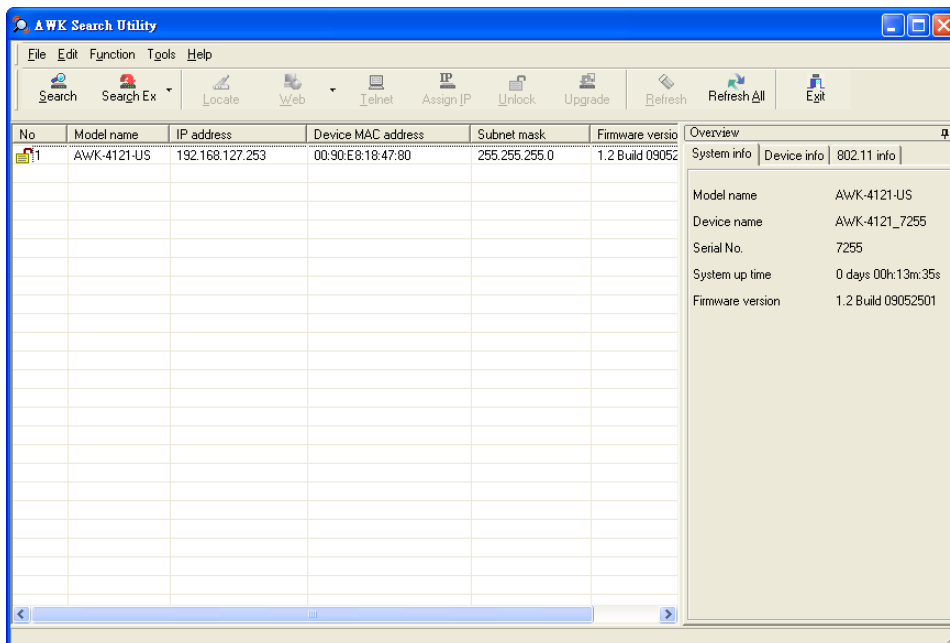 AWK Search Utility
File Edit Function Tools Help
Search Search Ex Locate Web Telnet Assign IP Unlock Upgrade Refresh Refresh All Exit
No Model name IP address Device MAC address Subnet mask Firmware versio
1 AWK-4121-US 192.168.127.253 00:90:E8:18:47:80 255.255.255.0 1.2 Build 09052
Overview
System info Device info 802.11 info
Model name AWK-4121-US
Device name AWK-4121_7255
Serial No. 7255
System up time 0 days 00h:13m:35s
Firmware version 1.2 Build 09052501